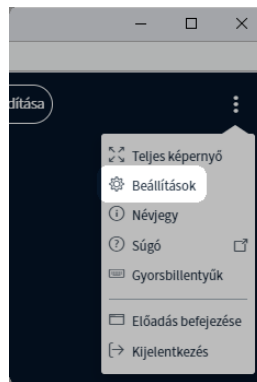 dítása
Teljes képernyő
Beállítások
Névjegy
Súgó
Gyorsbillentyűk
Előadás befejezése
Kijelentkezés